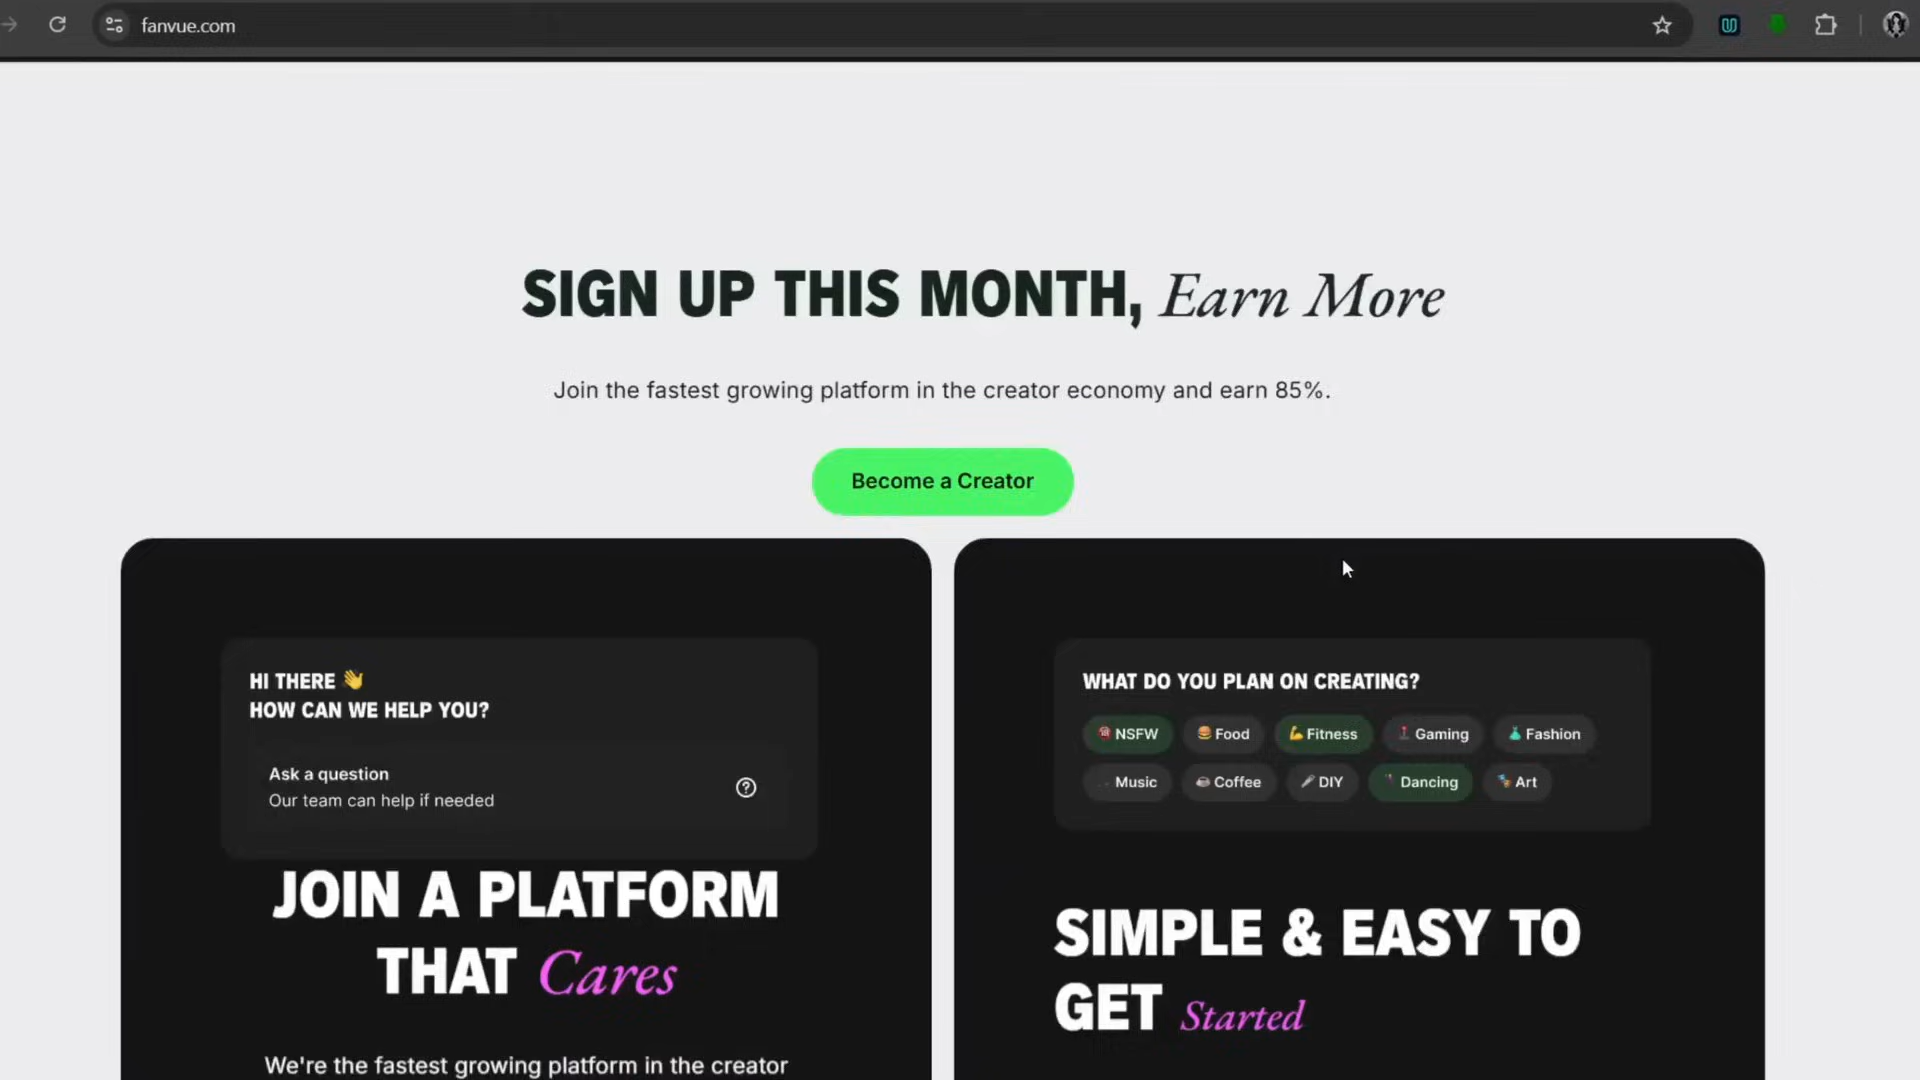 fanvue.com
SIGN UP THIS MONTH, Earn More
Join the fastest growing platform in the creator economy and earn 85%.
Become a Creator
HI THERE 👋
HOW CAN WE HELP YOU?
Ask a question
Our team can help if needed
JOIN A PLATFORM
THAT Cares
We're the fastest growing platform in the creator
WHAT DO YOU PLAN ON CREATING?
NSFW Food Fitness Gaming Fashion
Music Coffee DIY Dancing Art
SIMPLE & EASY TO
GET Started